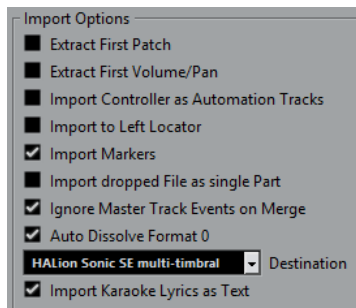 Import Options
Extract First Patch
Extract First Volume/Pan
Import Controller as Automation Tracks
Import to Left Locator
Import Markers
Import dropped File as single Part
Ignore Master Track Events on Merge
Auto Dissolve Format 0
HALion Sonic SE multi-timbral Destination
Import Karaoke Lyrics as Text